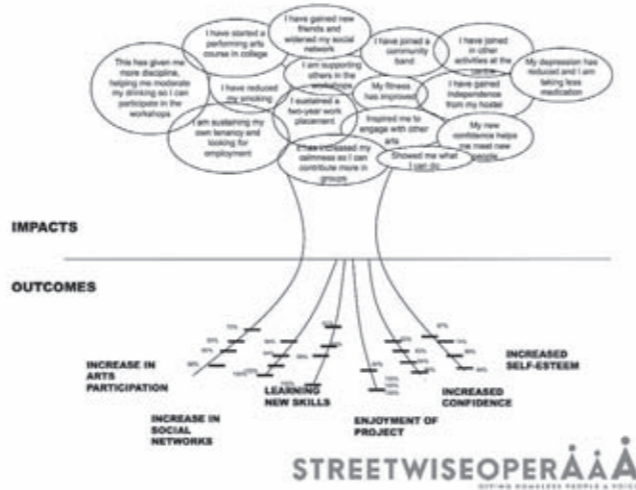 I have gained new
friends and
widened my social
network
I have started a
performing arts
course in college
I have joined a
community
band
I have joined
in other
activities at the
centre
This has given me
more discipline,
helping me moderate
my drinking so I can
participate in the
workshops
My depression has
reduced and I am
taking less
medication
I am supporting
others in the
workshops
I have reduced
my smoking
My fitness
has improved
I have gained
independence
from my hostel
I sustained a
two-year work
placement
I am sustaining my
own tenancy and
looking for
employment
Inspired me to
engage with other
arts
My new
confidence helps
me meet new
people
It has increased my
calmness so I can
contribute more in
groups
Showed me what
I can do
IMPACTS
OUTCOMES
INCREASE IN
ARTS
PARTICIPATION
INCREASE IN
SOCIAL
NETWORKS
LEARNING
NEW SKILLS
ENJOYMENT OF
PROJECT
INCREASED
CONFIDENCE
INCREASED
SELF-ESTEEM
STREETWISEOPERA
GIVING HOMELESS PEOPLE A VOICE